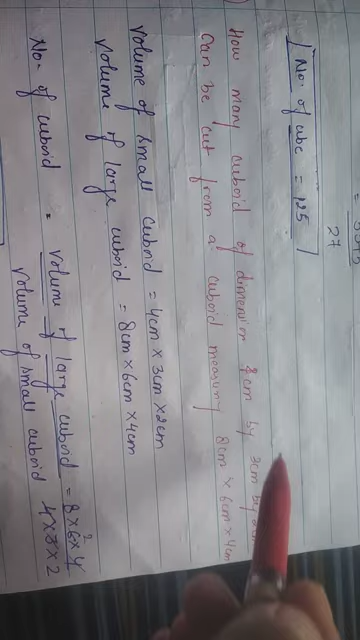 27
No. of cube = 125
How many cuboid of dimension 4cm by 3cm by 2cm
can be cut from a cuboid measuring 8cm × 6cm × 4cm
Volume of small cuboid = 4cm × 3cm × 2cm
Volume of large cuboid = 8cm × 6cm × 4cm
No. of cuboid = Volume of large cuboid = 8 × 6 × 4
Volume of small cuboid 4 × 3 × 2